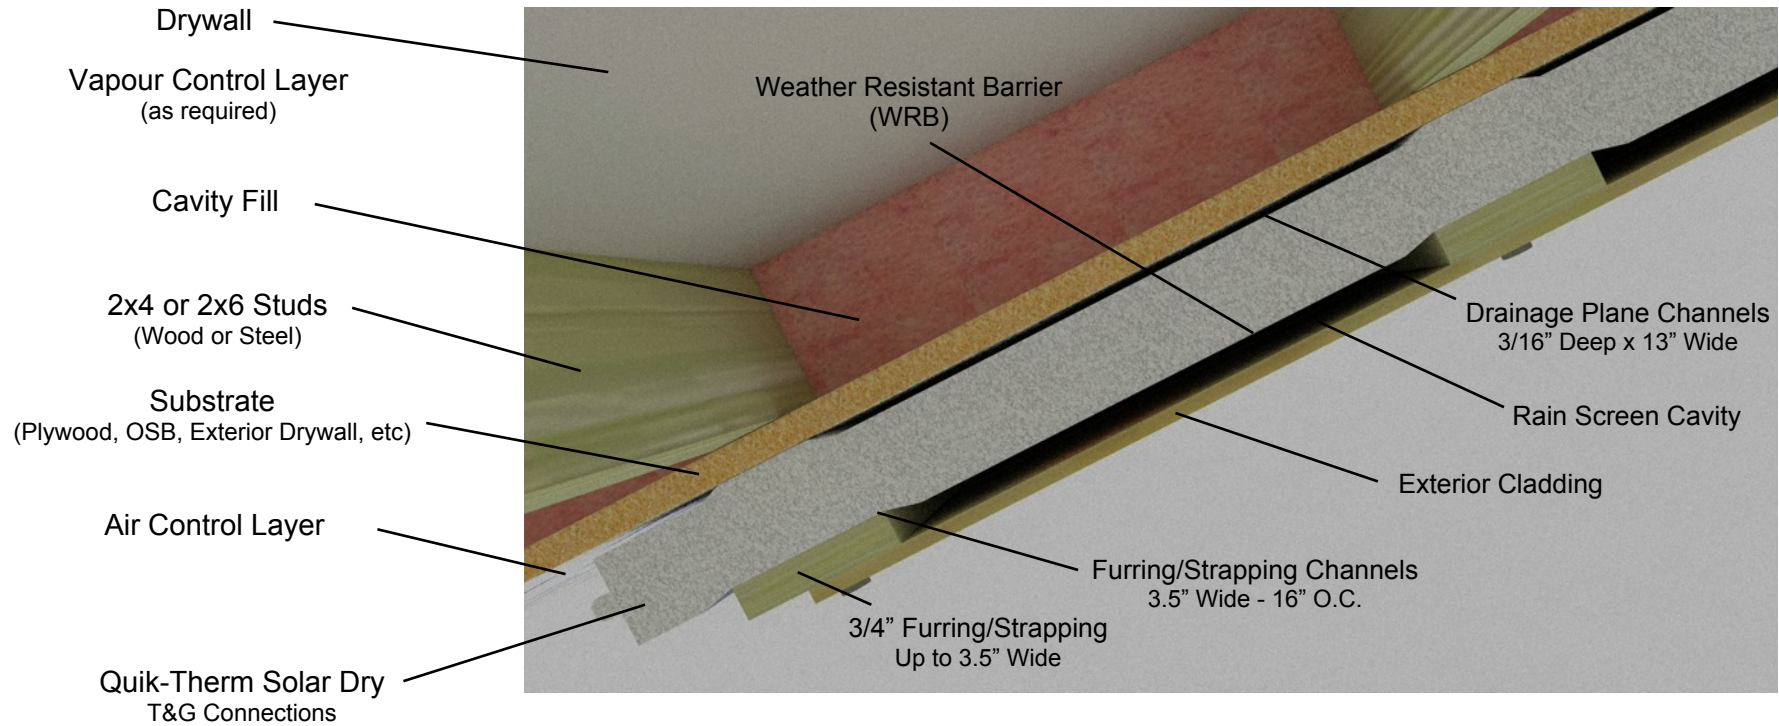 Drywall
Vapour Control Layer
(as required)
Cavity Fill
2x4 or 2x6 Studs
(Wood or Steel)
Substrate
(Plywood, OSB, Exterior Drywall, etc)
Air Control Layer
Quik-Therm Solar Dry
T&G Connections
Weather Resistant Barrier
(WRB)
Drainage Plane Channels
3/16” Deep x 13” Wide
Rain Screen Cavity
Exterior Cladding
Furring/Strapping Channels
3.5” Wide - 16” O.C.
3/4” Furring/Strapping
Up to 3.5” Wide